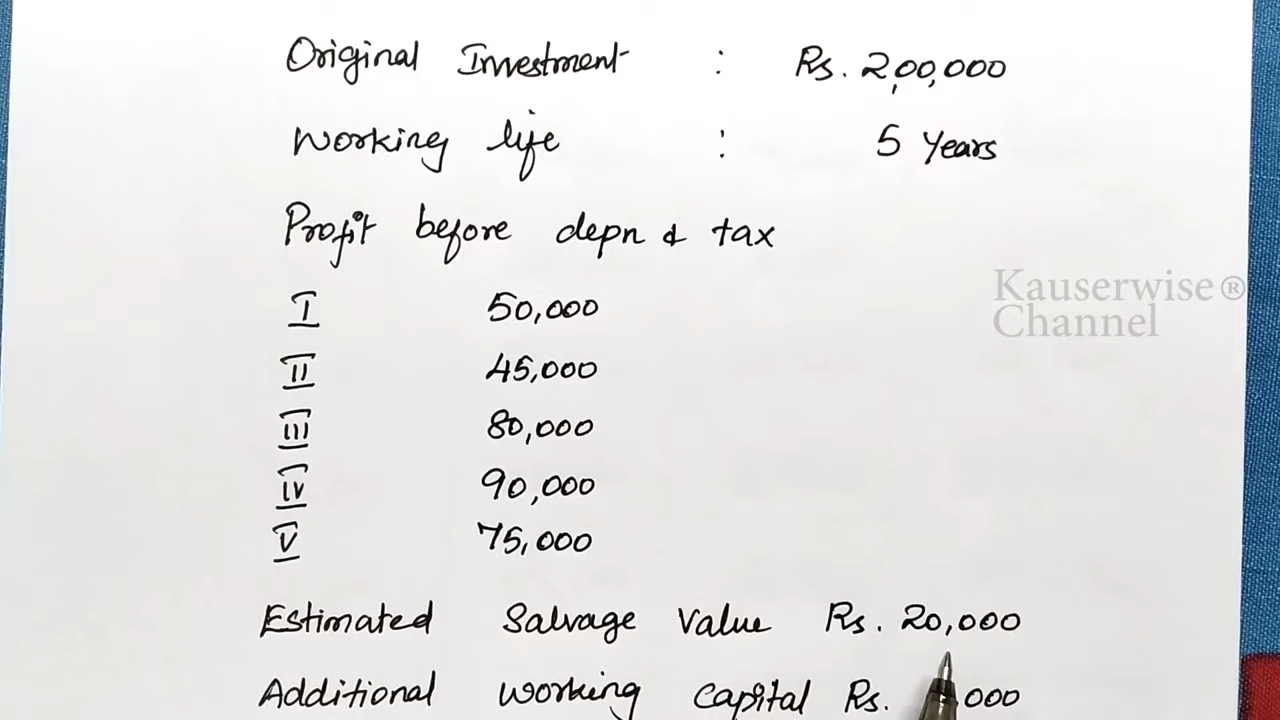 Original Investment : Rs. 2,00,000
Working life : 5 Years
Profit before depn & tax
Kauserwise®
Channel
I 50,000
II 45,000
III 80,000
IV 90,000
V 75,000
Estimated Salvage Value Rs. 20,000
Additional working capital Rs. 000